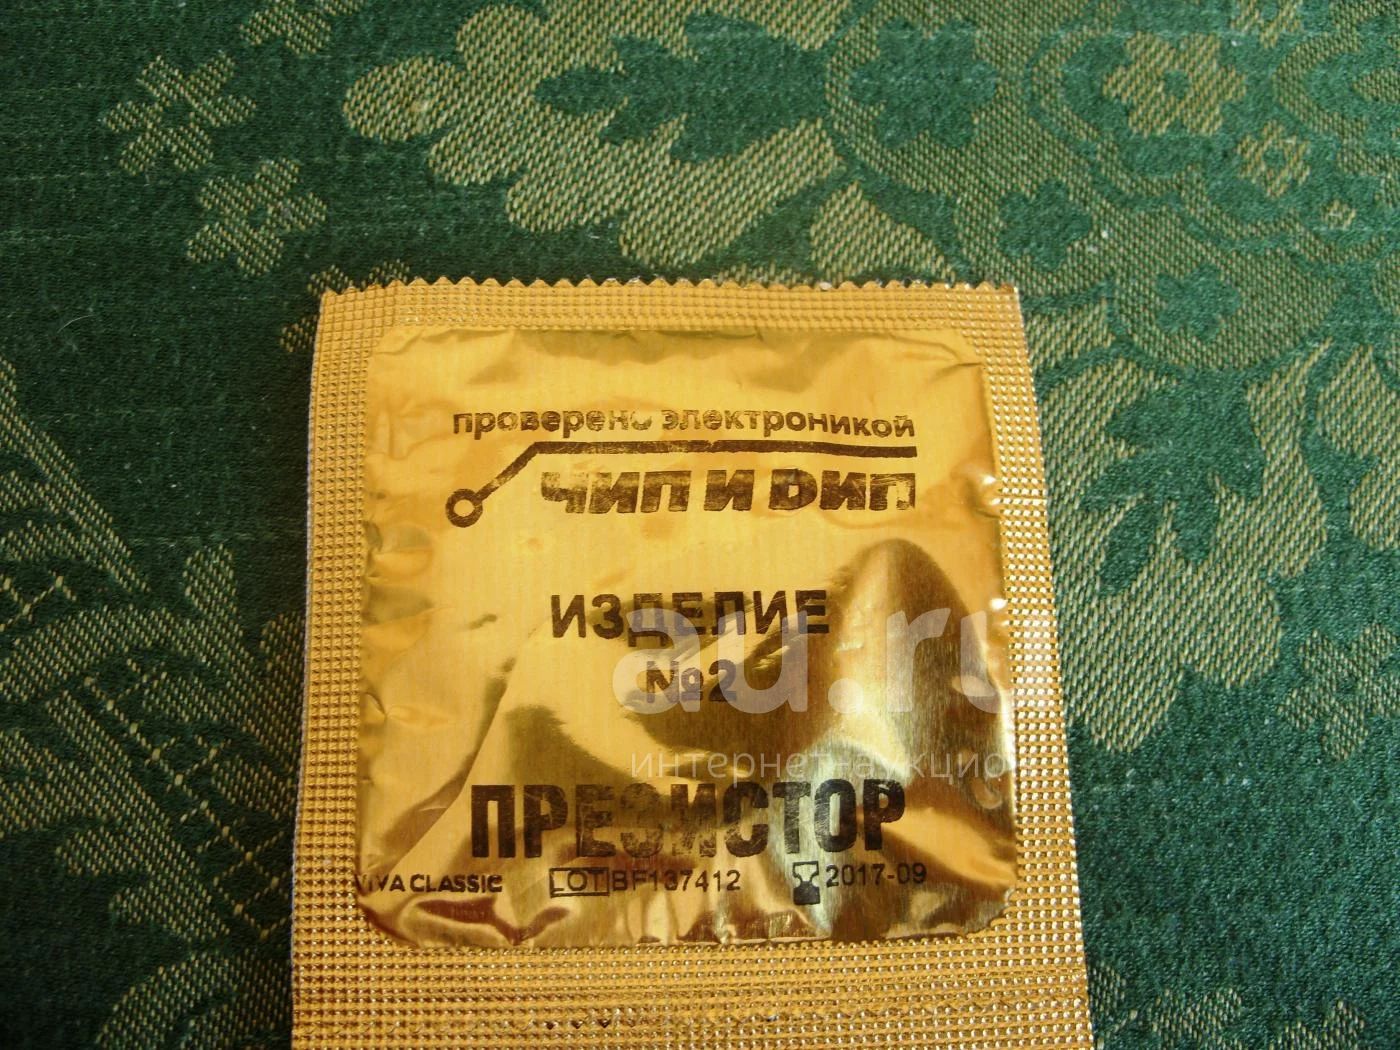 проверено электроникой
ЧИП И ДИП
ИЗДЕЛИЕ
№2
au.ru
интернет-аукцио
ПРЕЗИСТОР
VIVA CLASSIC LOT BF137412 2017-09